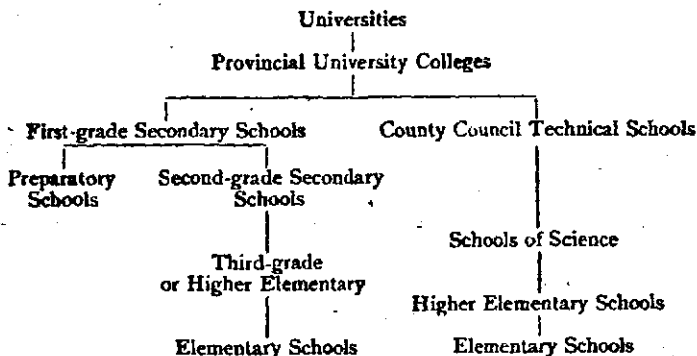 Universities
Provincial University Colleges
First-grade Secondary Schools
County Council Technical Schools
Preparatory
Schools
Second-grade Secondary
Schools
Schools of Science
Third-grade
or Higher Elementary
Higher Elementary Schools
Elementary Schools
Elementary Schools